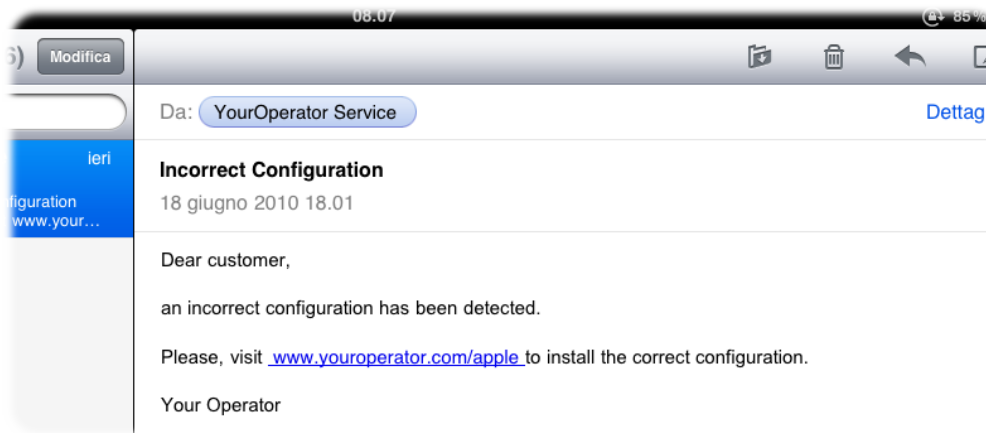 08.07
85%
6)
Modifica
Da: YourOperator Service
Dettag
ieri
Incorrect Configuration
18 giugno 2010 18.01
figuration
www.your…
Dear customer,
an incorrect configuration has been detected.
Please, visit www.youroperator.com/apple to install the correct configuration.
Your Operator